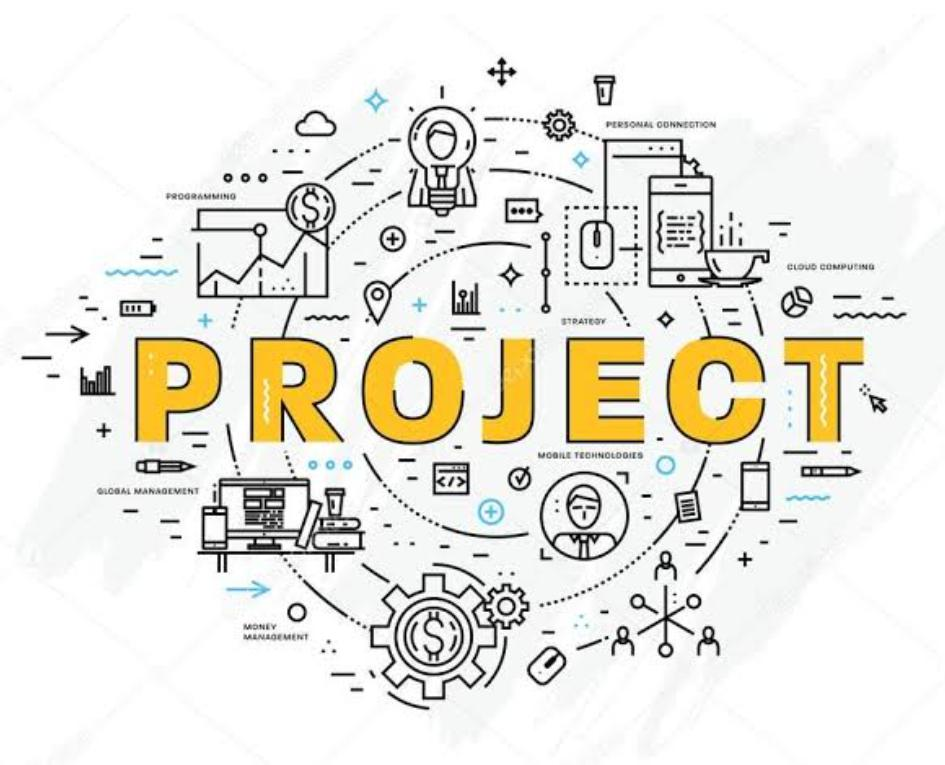 PERSONAL CONNECTION
PROGRAMMING
CLOUD COMPUTING
STRATEGY
PROJECT
MOBILE TECHNOLOGIES
GLOBAL MANAGEMENT
MONEY
MANAGEMENT